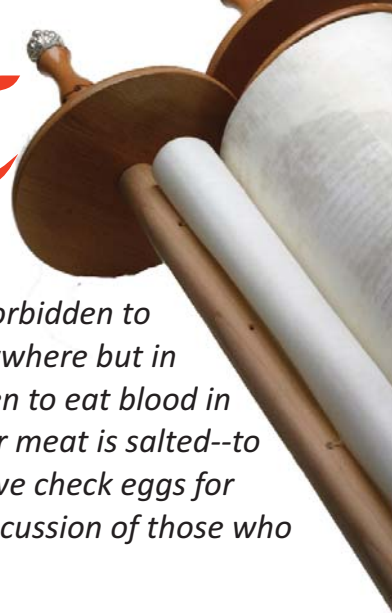 orbidden to
where but in
en to eat blood in
r meat is salted--to
we check eggs for
cussion of those who